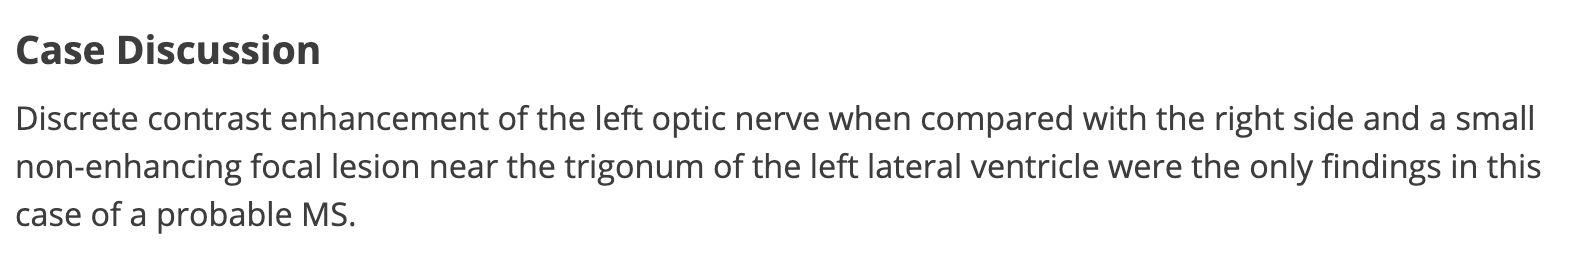 Case Discussion
Discrete contrast enhancement of the left optic nerve when compared with the right side and a small
non-enhancing focal lesion near the trigonum of the left lateral ventricle were the only findings in this
case of a probable MS.